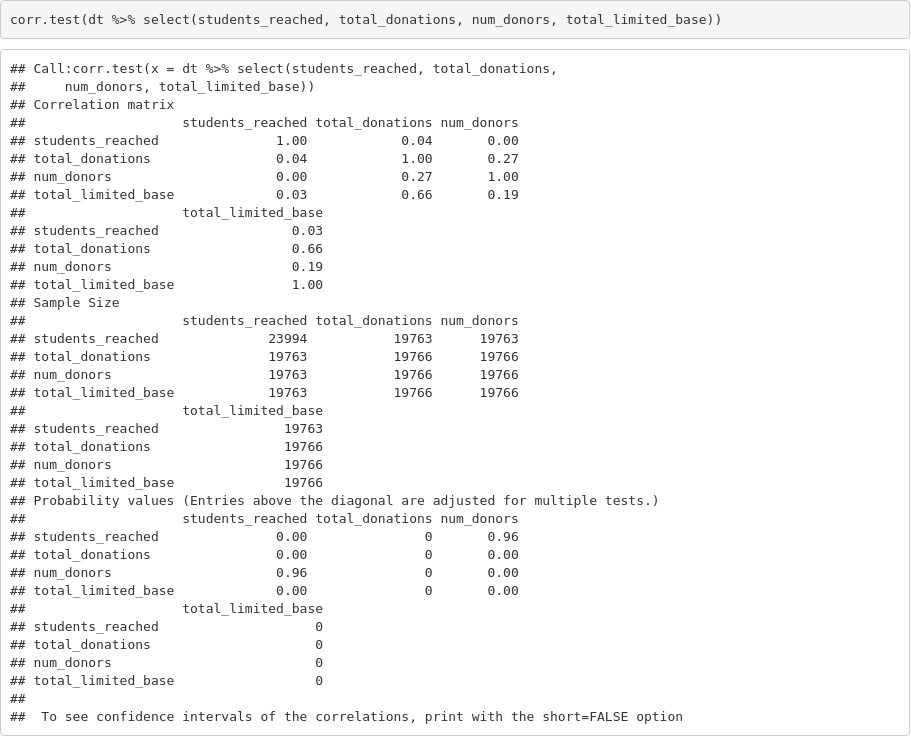 corr.test(dt %>% select(students_reached, total_donations, num_donors, total_limited_base))
## Call:corr.test(x = dt %>% select(students_reached, total_donations, 
##     num_donors, total_limited_base))
## Correlation matrix
##                    students_reached total_donations num_donors
## students_reached               1.00            0.04       0.00
## total_donations                0.04            1.00       0.27
## num_donors                     0.00            0.27       1.00
## total_limited_base             0.03            0.66       0.19
##                    total_limited_base
## students_reached                 0.03
## total_donations                  0.66
## num_donors                       0.19
## total_limited_base               1.00
## Sample Size
##                    students_reached total_donations num_donors
## students_reached              23994           19763      19763
## total_donations               19763           19766      19766
## num_donors                    19763           19766      19766
## total_limited_base            19763           19766      19766
##                    total_limited_base
## students_reached                19763
## total_donations                 19766
## num_donors                      19766
## total_limited_base              19766
## Probability values (Entries above the diagonal are adjusted for multiple tests.)
##                    students_reached total_donations num_donors
## students_reached               0.00               0       0.96
## total_donations                0.00               0       0.00
## num_donors                     0.96               0       0.00
## total_limited_base             0.00               0       0.00
##                    total_limited_base
## students_reached                    0
## total_donations                     0
## num_donors                          0
## total_limited_base                  0
##
##  To see confidence intervals of the correlations, print with the short=FALSE option